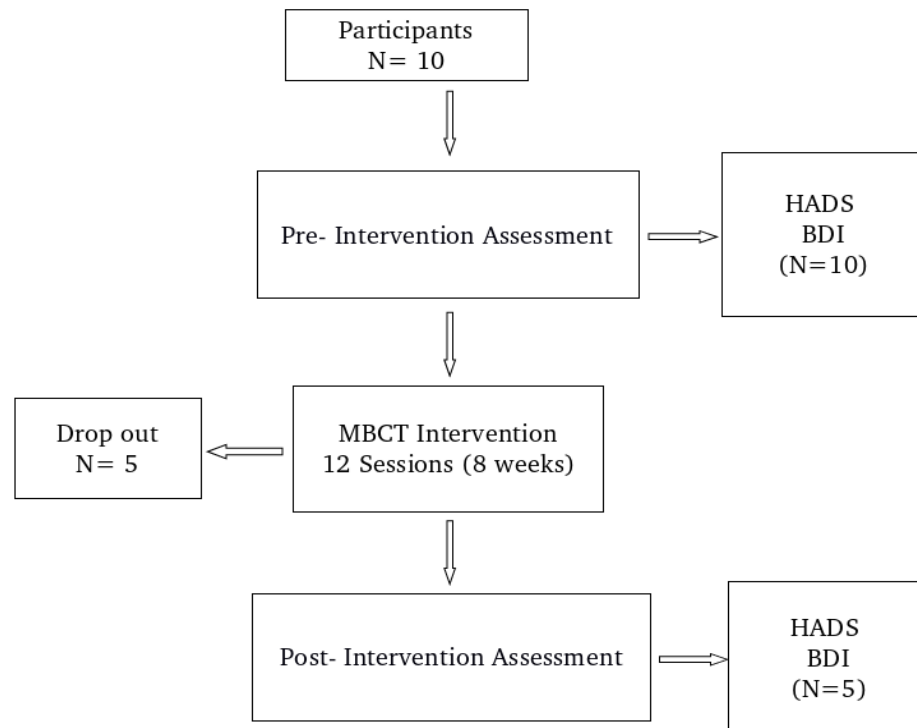 Participants
N= 10
Pre- Intervention Assessment
HADS
BDI
(N=10)
Drop out
N= 5
MBCT Intervention
12 Sessions (8 weeks)
Post- Intervention Assessment
HADS
BDI
(N=5)